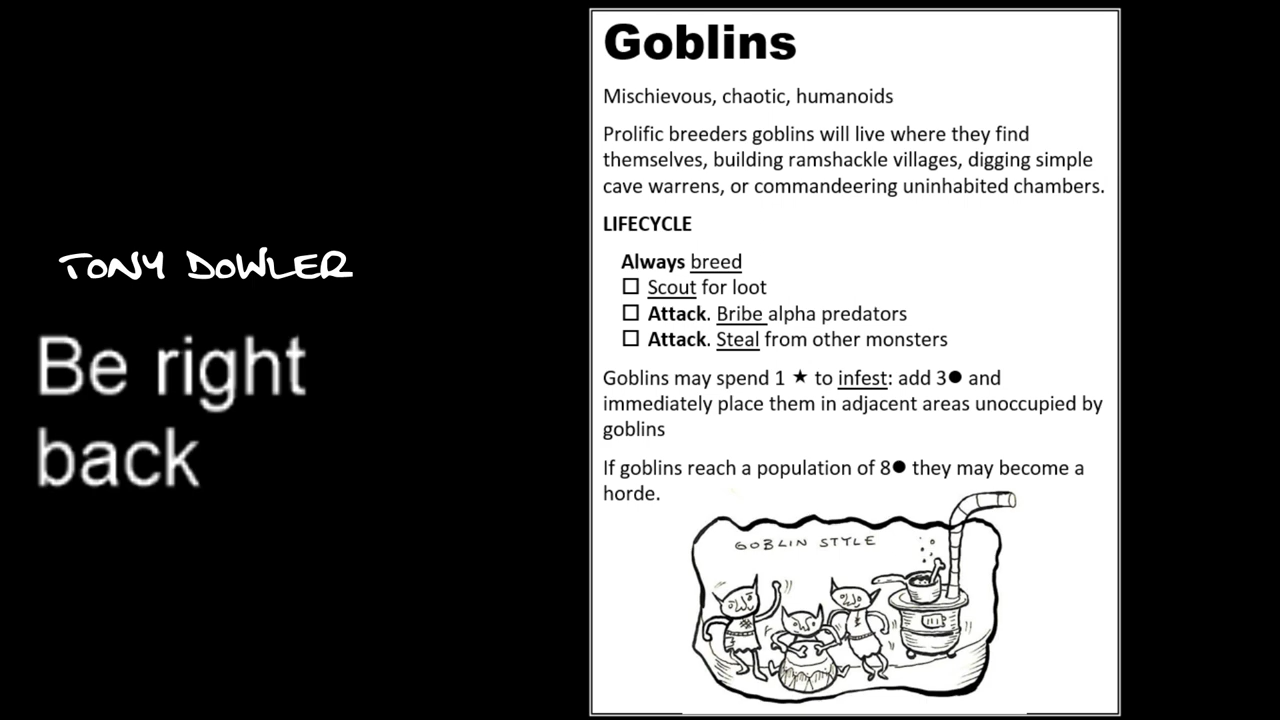 TONY DOWLER
Be right
back
Goblins
Mischievous, chaotic, humanoids
Prolific breeders goblins will live where they find
themselves, building ramshackle villages, digging simple
cave warrens, or commandeering uninhabited chambers.
LIFECYCLE
Always breed
☐ Scout for loot
☐ Attack. Bribe alpha predators
☐ Attack. Steal from other monsters
Goblins may spend 1 ★ to infest: add 3● and
immediately place them in adjacent areas unoccupied by
goblins
If goblins reach a population of 8● they may become a
horde.
GOBLIN STYLE